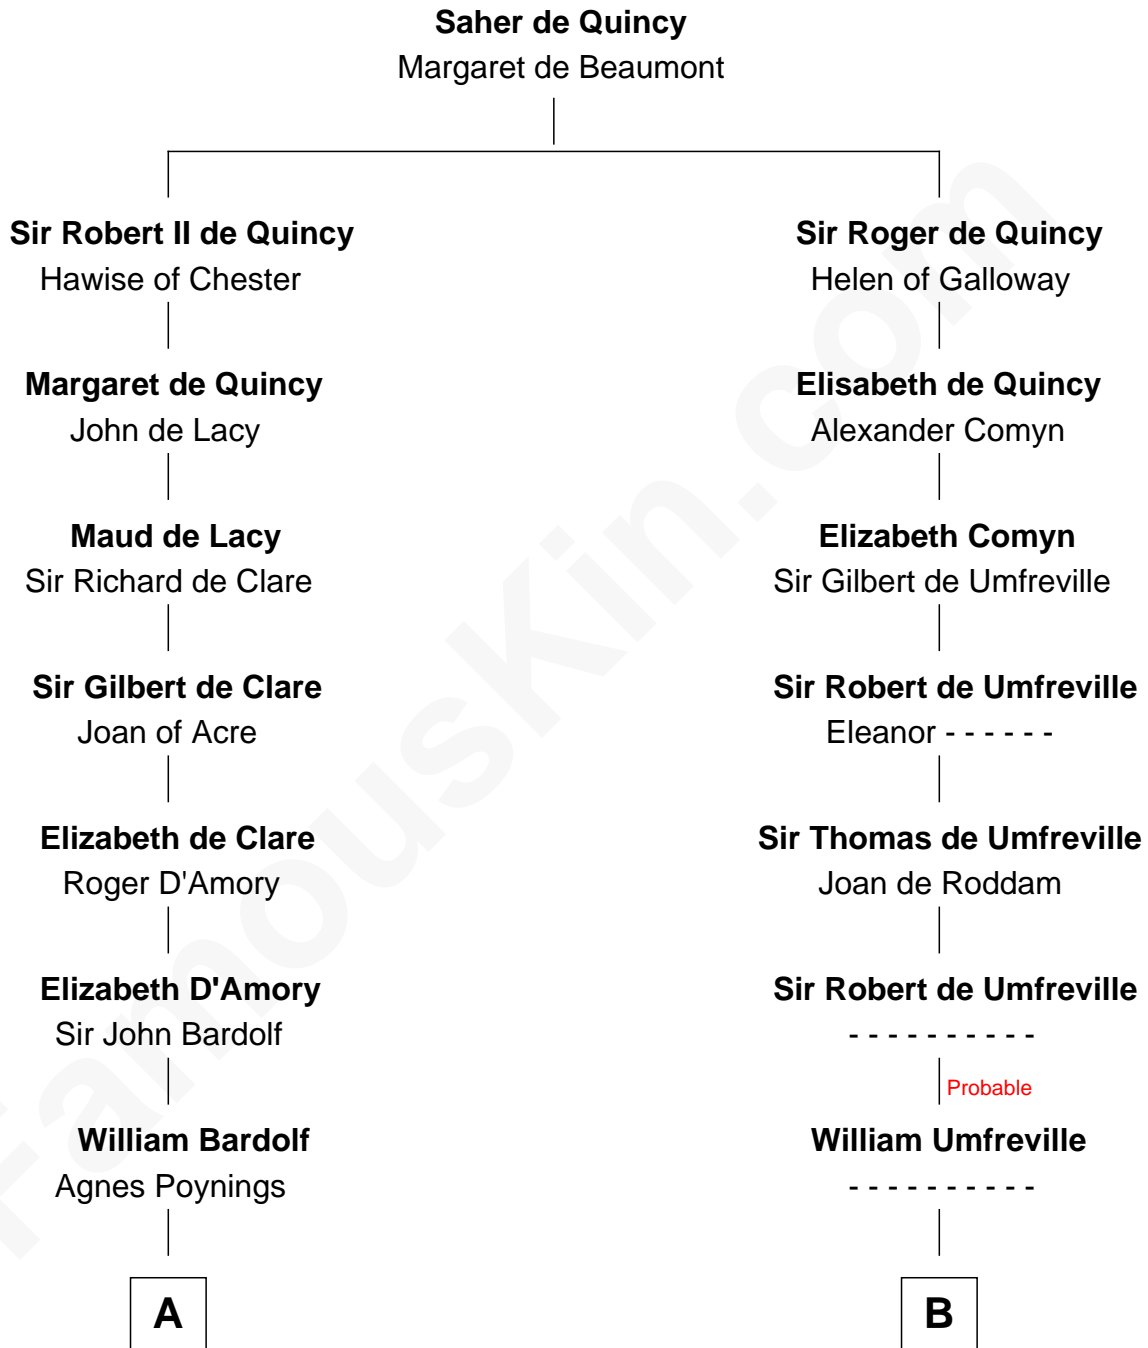 Saher de Quincy
Margaret de Beaumont
Sir Robert II de Quincy
Hawise of Chester
Sir Roger de Quincy
Helen of Galloway
Margaret de Quincy
John de Lacy
Elisabeth de Quincy
Alexander Comyn
Maud de Lacy
Sir Richard de Clare
Elizabeth Comyn
Sir Gilbert de Umfreville
Sir Gilbert de Clare
Joan of Acre
Sir Robert de Umfreville
Eleanor - - - - - -
Elizabeth de Clare
Roger D'Amory
Sir Thomas de Umfreville
Joan de Roddam
Elizabeth D'Amory
Sir John Bardolf
Sir Robert de Umfreville
- - - - - - - - - -
Probable
William Bardolf
Agnes Poynings
William Umfreville
- - - - - - - - - -
A
B
FamousKin.com